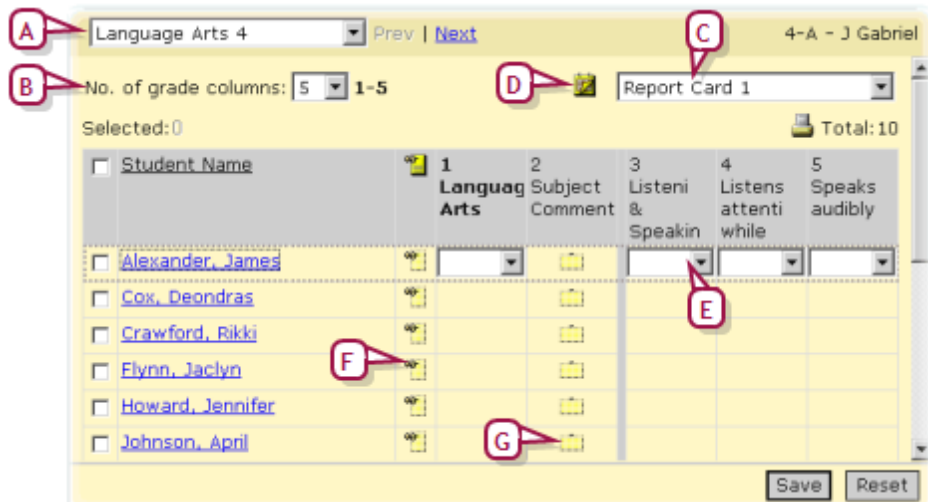 A Language Arts 4 Prev | Next C 4-A - J Gabriel
B No. of grade columns: 5 1-5 D Report Card 1
Selected:0 Total:10
Student Name 1 2 3 4 5
Languag Subject Listeni Listens Speaks
Arts Comment & attenti audibly
Speakin while
Alexander, James
E
Cox, Deondras
Crawford, Rikki
F Flynn, Jaclyn
Howard, Jennifer
Johnson, April G
Save Reset